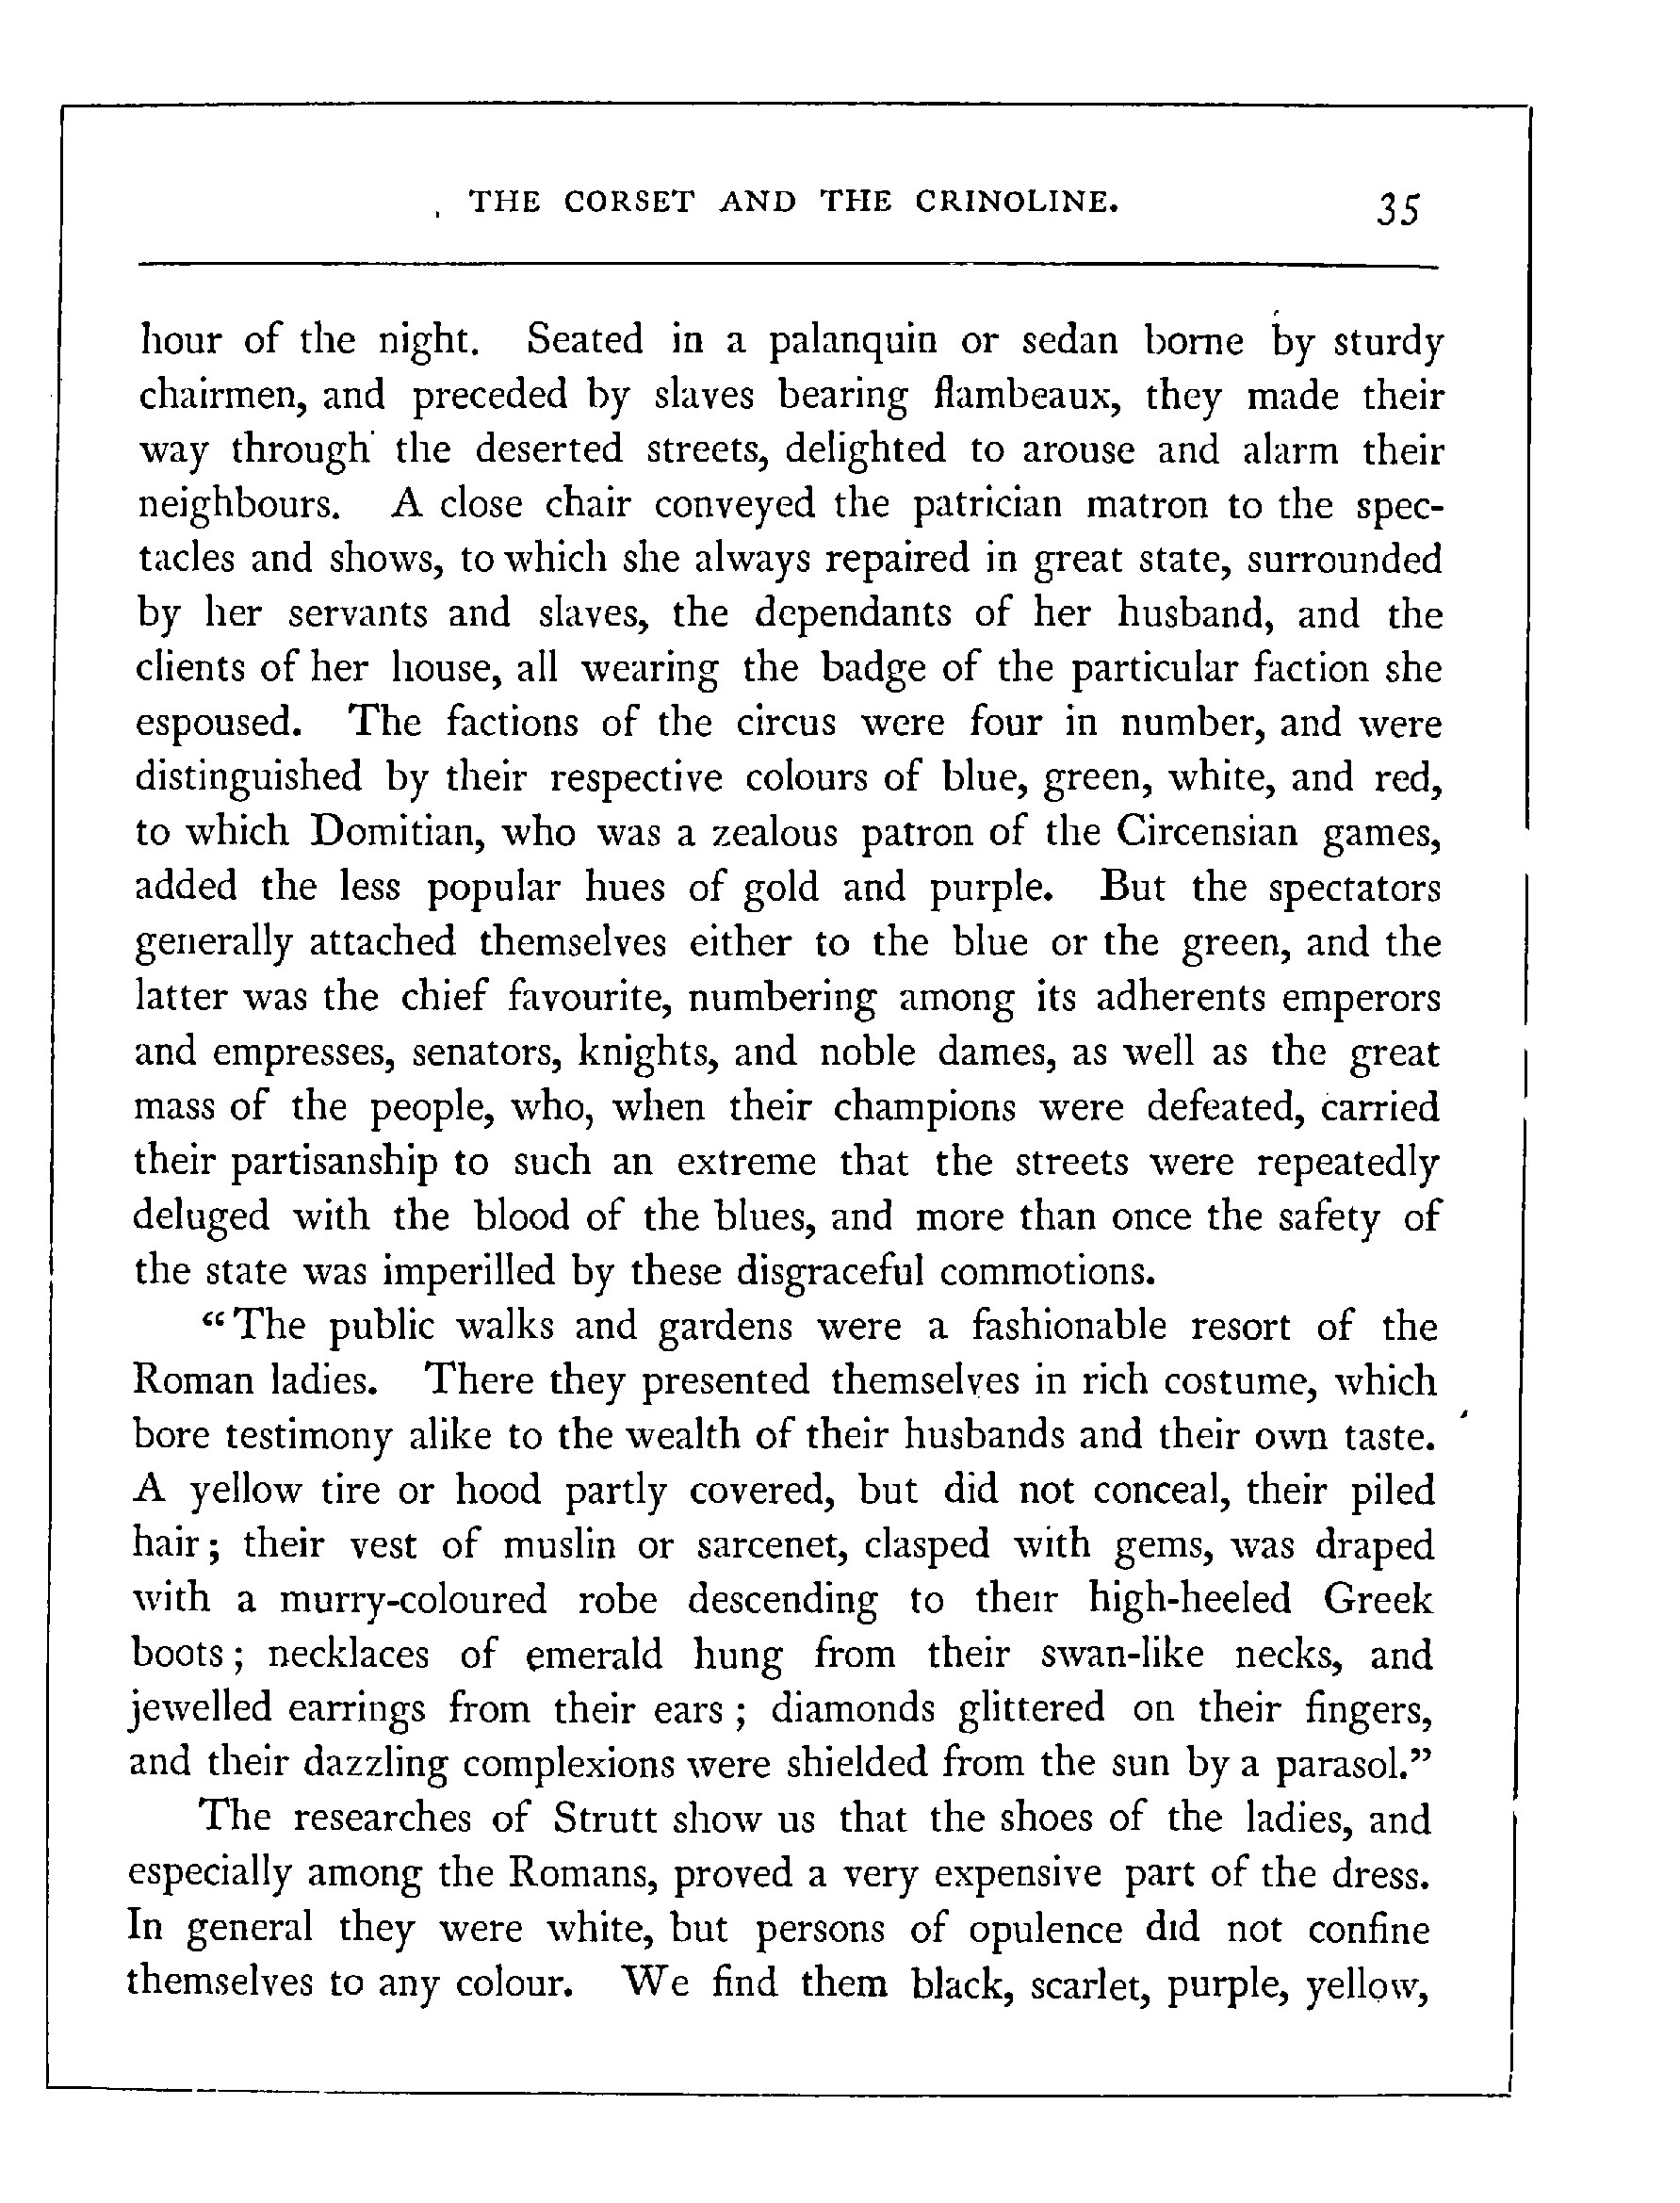 THE CORSET AND THE CRINOLINE. 35
hour of the night. Seated in a palanquin or sedan borne by sturdy
chairmen, and preceded by slaves bearing flambeaux, they made their
way through the deserted streets, delighted to arouse and alarm their
neighbours. A close chair conveyed the patrician matron to the spec-
tacles and shows, to which she always repaired in great state, surrounded
by her servants and slaves, the dependants of her husband, and the
clients of her house, all wearing the badge of the particular faction she
espoused. The factions of the circus were four in number, and were
distinguished by their respective colours of blue, green, white, and red,
to which Domitian, who was a zealous patron of the Circensian games,
added the less popular hues of gold and purple. But the spectators
generally attached themselves either to the blue or the green, and the
latter was the chief favourite, numbering among its adherents emperors
and empresses, senators, knights, and noble dames, as well as the great
mass of the people, who, when their champions were defeated, carried
their partisanship to such an extreme that the streets were repeatedly
deluged with the blood of the blues, and more than once the safety of
the state was imperilled by these disgraceful commotions.
“The public walks and gardens were a fashionable resort of the
Roman ladies. There they presented themselves in rich costume, which
bore testimony alike to the wealth of their husbands and their own taste.
A yellow tire or hood partly covered, but did not conceal, their piled
hair; their vest of muslin or sarcenet, clasped with gems, was draped
with a murry-coloured robe descending to their high-heeled Greek
boots; necklaces of emerald hung from their swan-like necks, and
jewelled earrings from their ears; diamonds glittered on their fingers,
and their dazzling complexions were shielded from the sun by a parasol.”
The researches of Strutt show us that the shoes of the ladies, and
especially among the Romans, proved a very expensive part of the dress.
In general they were white, but persons of opulence did not confine
themselves to any colour. We find them black, scarlet, purple, yellow,